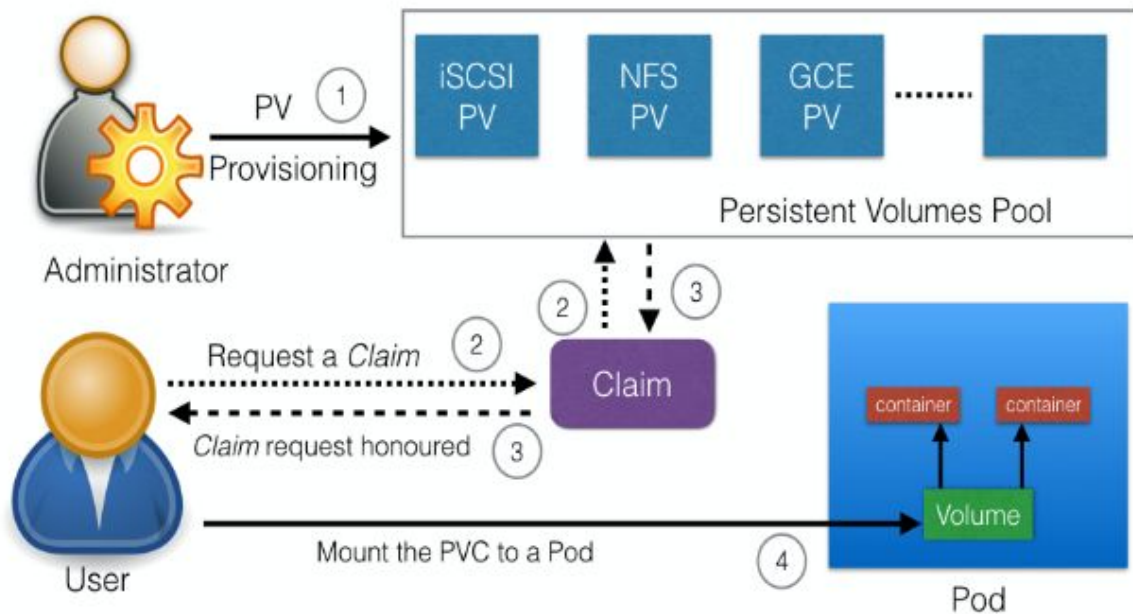 iSCSI
PV
NFS
PV
GCE
PV
PV
1
Provisioning
Persistent Volumes Pool
Administrator
2
3
Request a Claim
2
Claim
Claim request honoured
3
container
container
Volume
Mount the PVC to a Pod
4
User
Pod